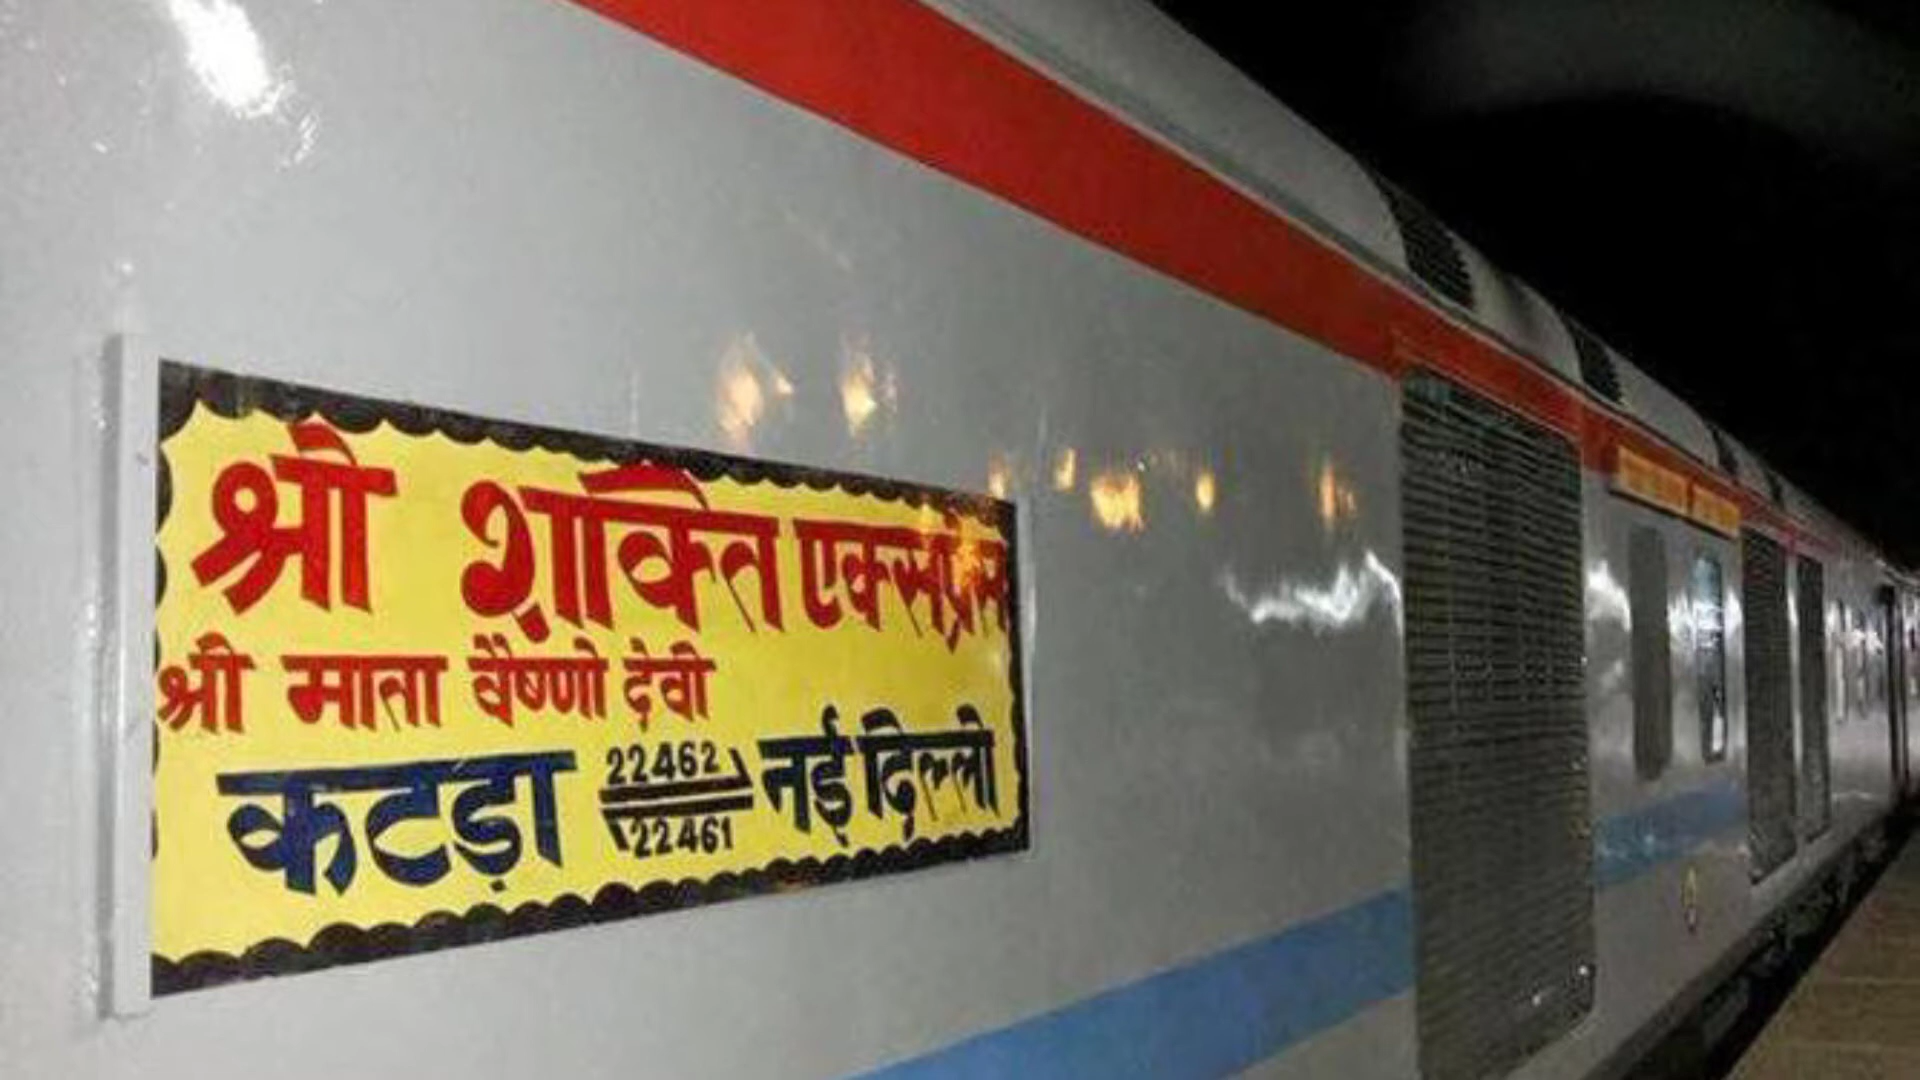 श्री शक्ति एक्सप्रेस
श्री माता वैष्णो देवी
कटड़ा 22462 नई दिल्ली
22461